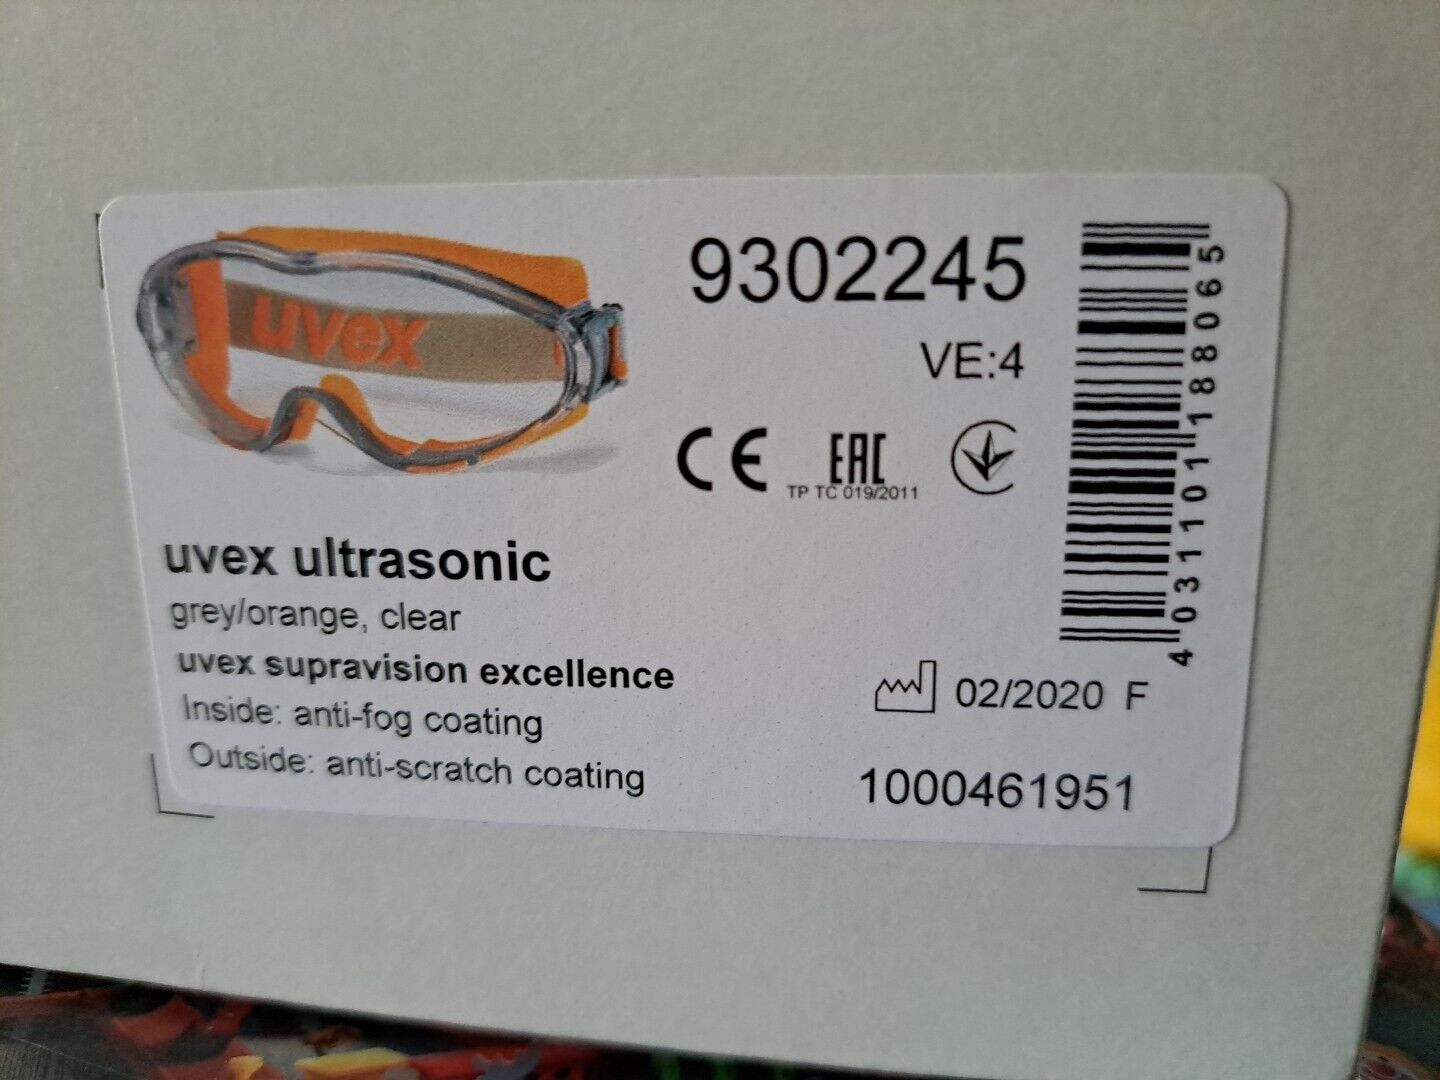 uvex
9302245
VE:4
CE
EAC
TP TC 019/2011
uvex ultrasonic
grey/orange, clear
uvex supravision excellence
Inside: anti-fog coating
Outside: anti-scratch coating
02/2020 F
1000461951
4031101188065